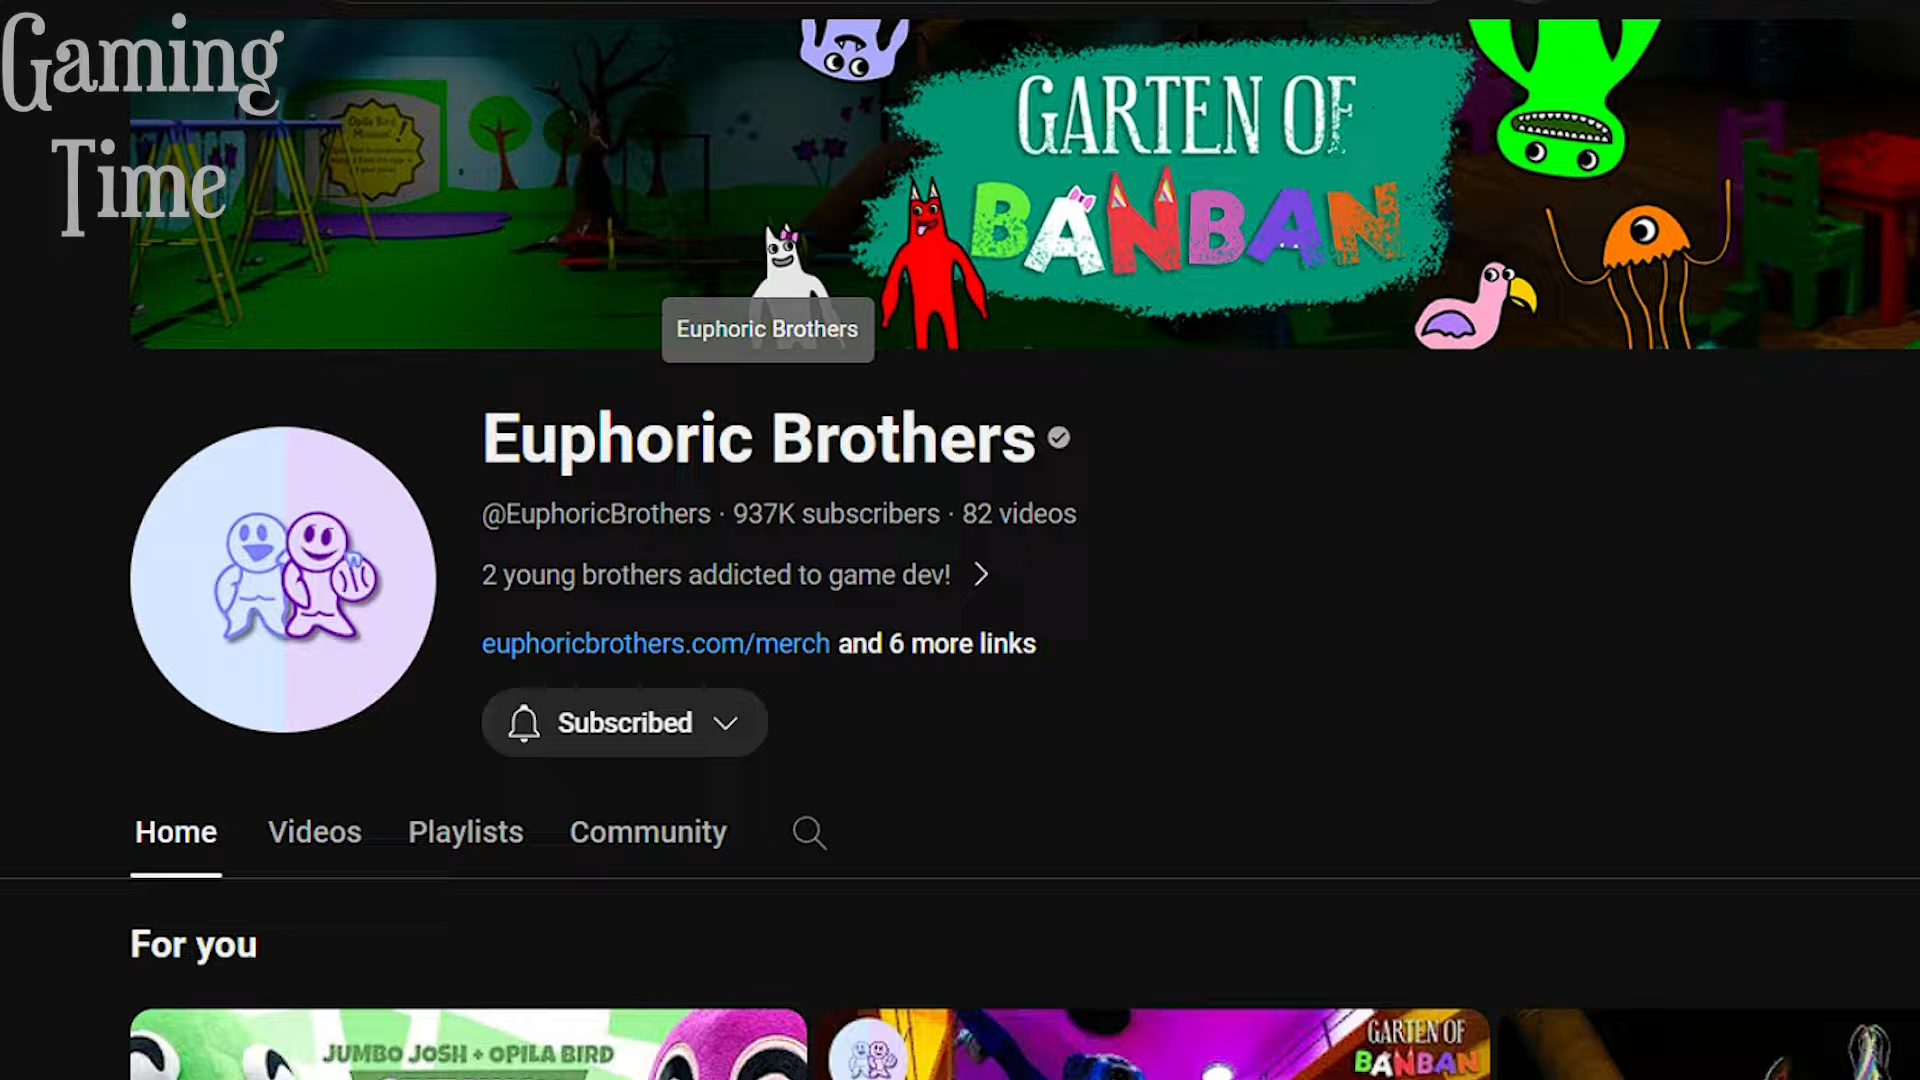 Gaming
Time
Opila Bird
GARTEN OF
BANBAN
Euphoric Brothers
Euphoric Brothers
@EuphoricBrothers · 937K subscribers · 82 videos
2 young brothers addicted to game dev!
euphoricbrothers.com/merch and 6 more links
Subscribed
Home Videos Playlists Community
For you
JUMBO JOSH + OPILA BIRD
GARTEN OF
BANBAN